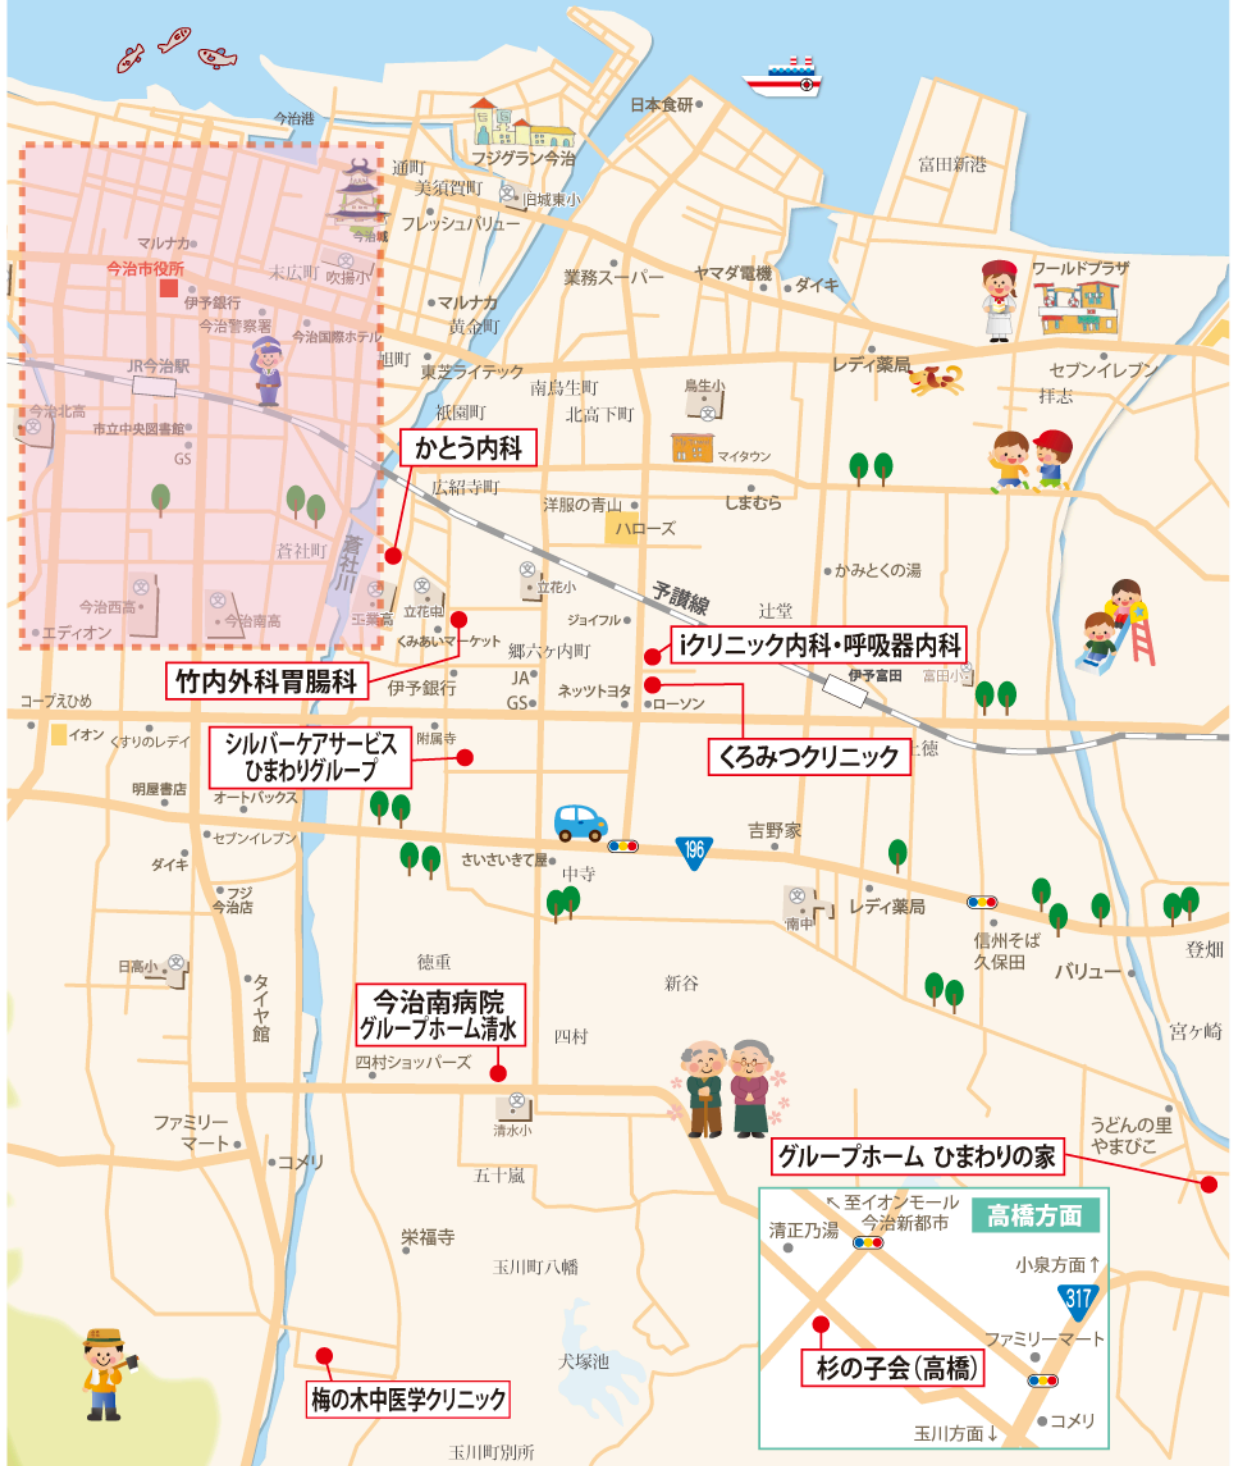 今治港
日本食研
富田新港
通町
フジグラン今治
美須賀町
旧城東小
フレッシュバリュー
今治城
マルナカ
今治市役所
末広町
吹揚小
業務スーパー
ヤマダ電機
ダイキ
ワールドプラザ
伊予銀行
今治警察署
今治国際ホテル
マルナカ
黄金町
JR今治駅
旭町
東芝ライテック
レディ薬局
セブンイレブン
拝志
南鳥生町
鳥生小
祇園町
北高下町
今治北高
市立中央図書館
GS
かとう内科
マイタウン
広紹寺町
洋服の青山
しまむら
ハローズ
蒼社町
蒼社川
かみとくの湯
今治西高
今治南高
工業高
立花中
立花小
予讃線
辻堂
エディオン
くみあいマーケット
ジョイフル
郷六ヶ内町
iクリニック内科・呼吸器内科
竹内外科胃腸科
伊予銀行
JA
GS
ネッツトヨタ
ローソン
伊予富田
富田小
コープえひめ
イオン
くすりのレディ
シルバーケアサービス
ひまわりグループ
附属寺
くろみつクリニック
上徳
明屋書店
オートバックス
セブンイレブン
ダイキ
さいさいきて屋
196
吉野家
中寺
フジ
今治店
南中
レディ薬局
信州そば
久保田
バリュー
登畑
日高小
タイヤ館
徳重
新谷
今治南病院
グループホーム清水
四村
宮ヶ崎
四村ショッパーズ
清水小
ファミリー
マート
コメリ
五十嵐
うどんの里
やまびこ
グループホーム ひまわりの家
栄福寺
玉川町八幡
犬塚池
梅の木中医学クリニック
玉川町別所
高橋方面
↖至イオンモール
今治新都市
清正乃湯
小泉方面↑
317
ファミリーマート
杉の子会(高橋)
コメリ
玉川方面↓